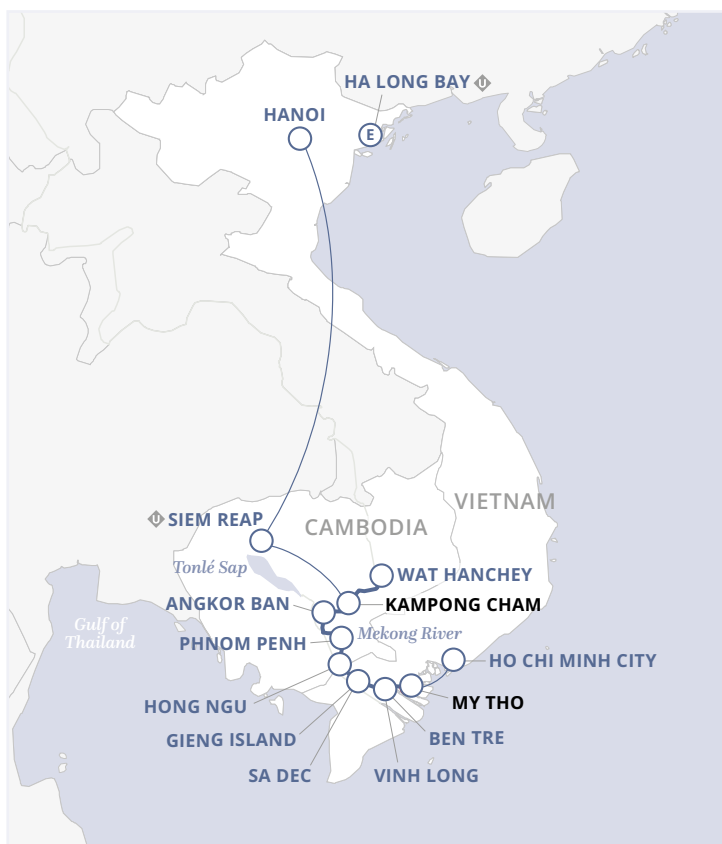 HA LONG BAY U
HANOI
E
VIETNAM
U SIEM REAP
CAMBODIA
Tonlé Sap
WAT HANCHEY
ANGKOR BAN
KAMPONG CHAM
Gulf of
Thailand
PHNOM PENH
Mekong River
HO CHI MINH CITY
HONG NGU
MY THO
GIENG ISLAND
BEN TRE
SA DEC
VINH LONG